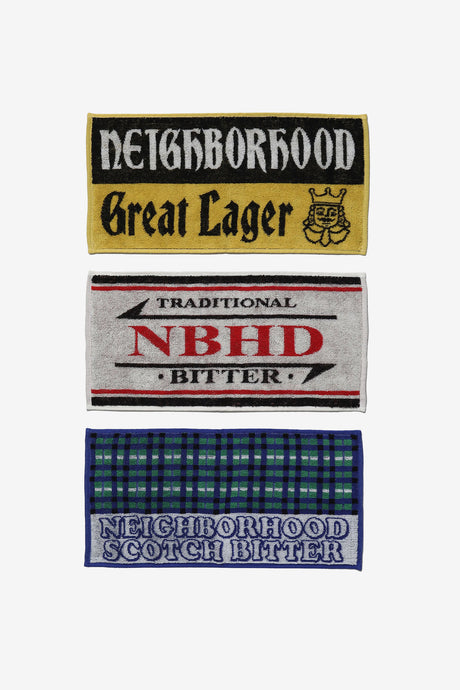 NEIGHBORHOOD
Great Lager
TRADITIONAL
NBHD
· BITTER ·
NEIGHBORHOOD
SCOTCH BITTER